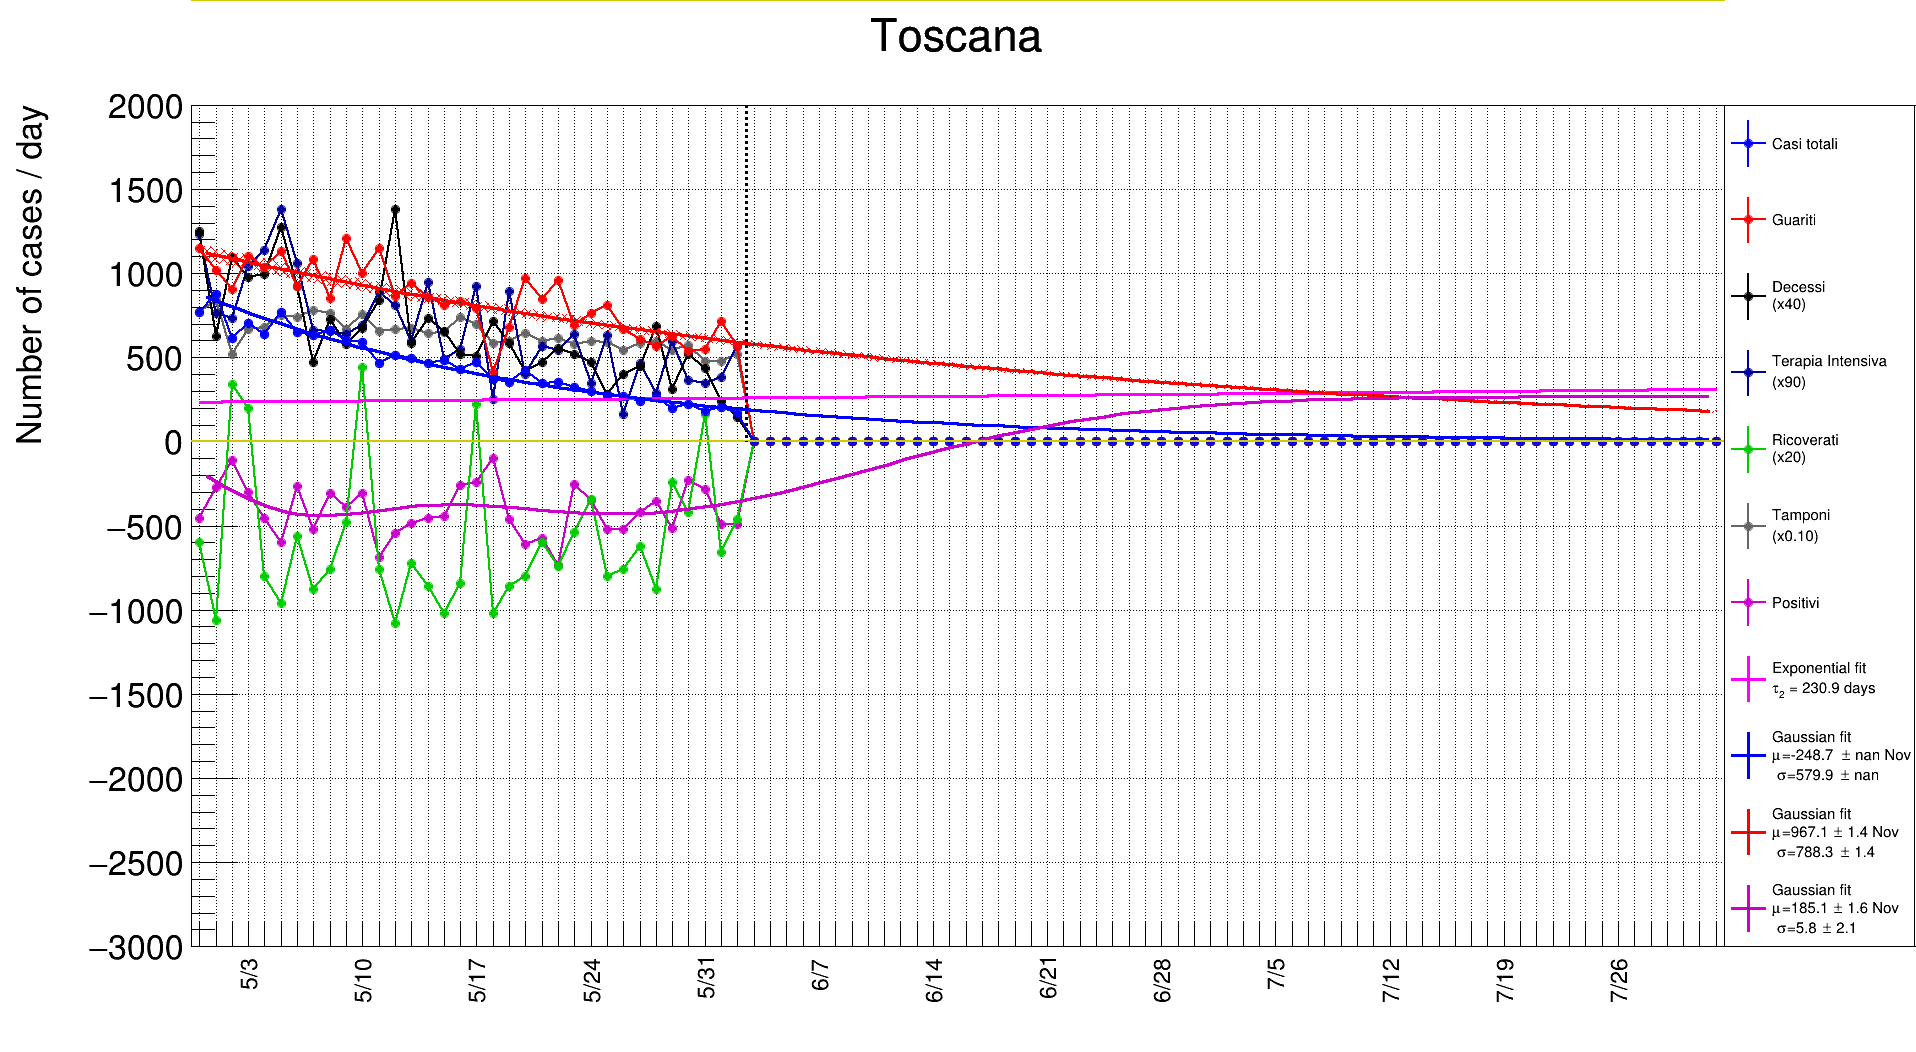 Toscana
Number of cases / day
2000
1500
1000
500
0
−500
−1000
−1500
−2000
−2500
−3000
5/3
5/10
5/17
5/24
5/31
6/7
6/14
6/21
6/28
7/5
7/12
7/19
7/26
Casi totali
Guariti
Decessi
(x40)
Terapia Intensiva
(x90)
Ricoverati
(x20)
Tamponi
(x0.10)
Positivi
Exponential fit
τ2 = 230.9 days
Gaussian fit
μ=-248.7 ± nan Nov
σ=579.9 ± nan
Gaussian fit
μ=967.1 ± 1.4 Nov
σ=788.3 ± 1.4
Gaussian fit
μ=185.1 ± 1.6 Nov
σ=5.8 ± 2.1